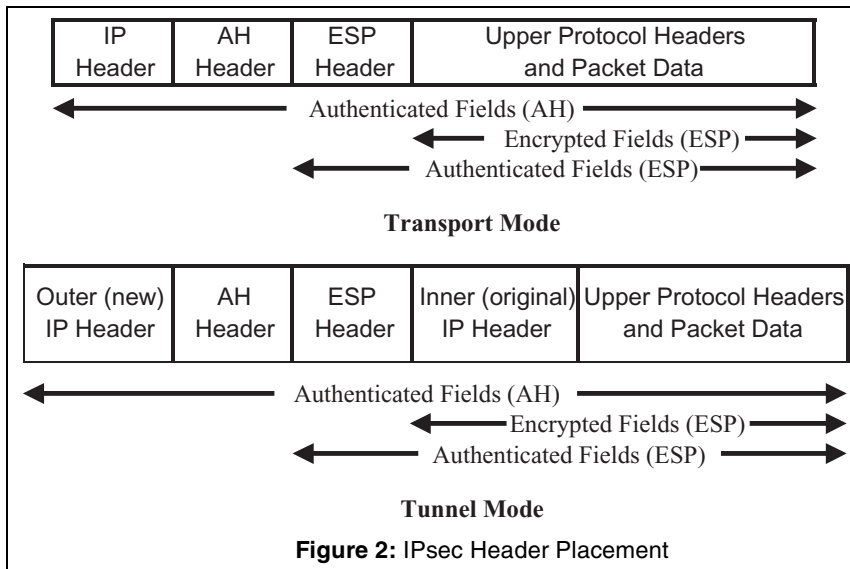 IP Header
AH Header
ESP Header
Upper Protocol Headers and Packet Data
Authenticated Fields (AH)
Encrypted Fields (ESP)
Authenticated Fields (ESP)
Transport Mode
Outer (new) IP Header
AH Header
ESP Header
Inner (original) IP Header
Upper Protocol Headers and Packet Data
Authenticated Fields (AH)
Encrypted Fields (ESP)
Authenticated Fields (ESP)
Tunnel Mode
Figure 2: IPsec Header Placement